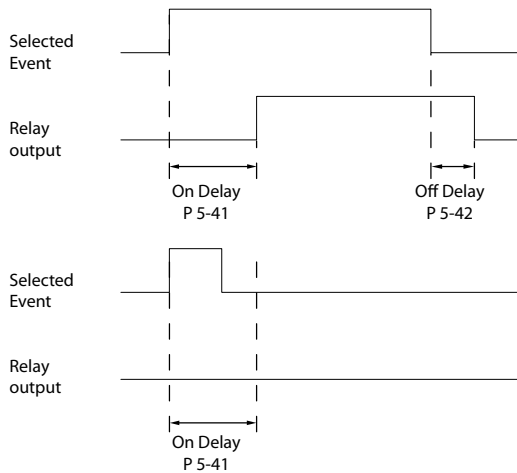 Selected
Event
Relay
output
On Delay
P 5-41
Off Delay
P 5-42
Selected
Event
Relay
output
On Delay
P 5-41